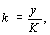 k = y/K,